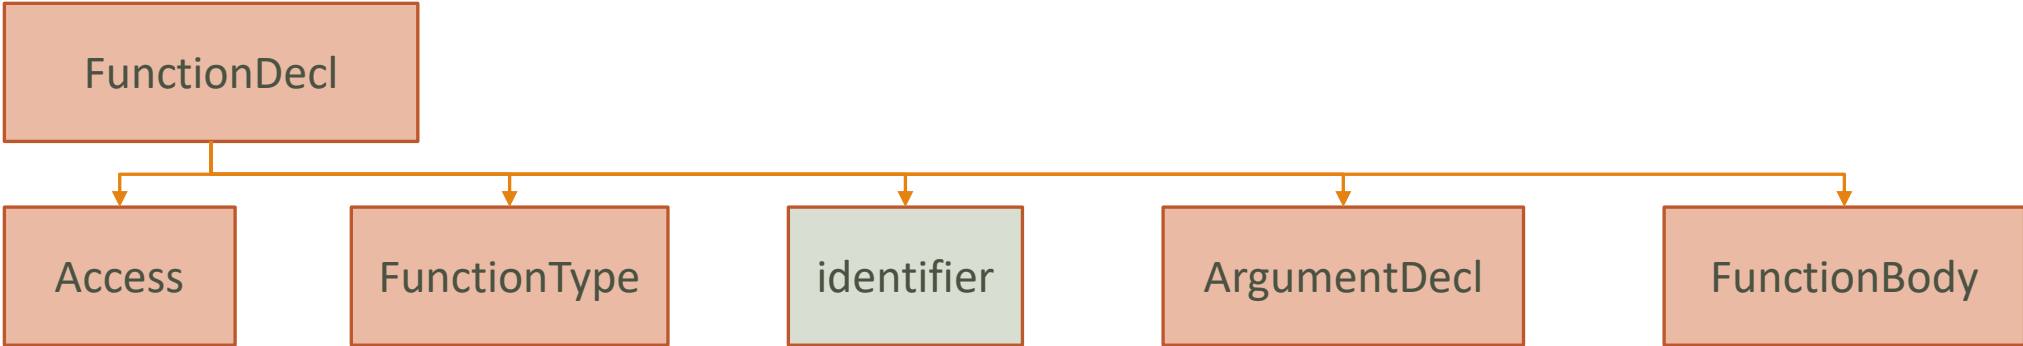 FunctionDecl
Access
FunctionType
identifier
ArgumentDecl
FunctionBody